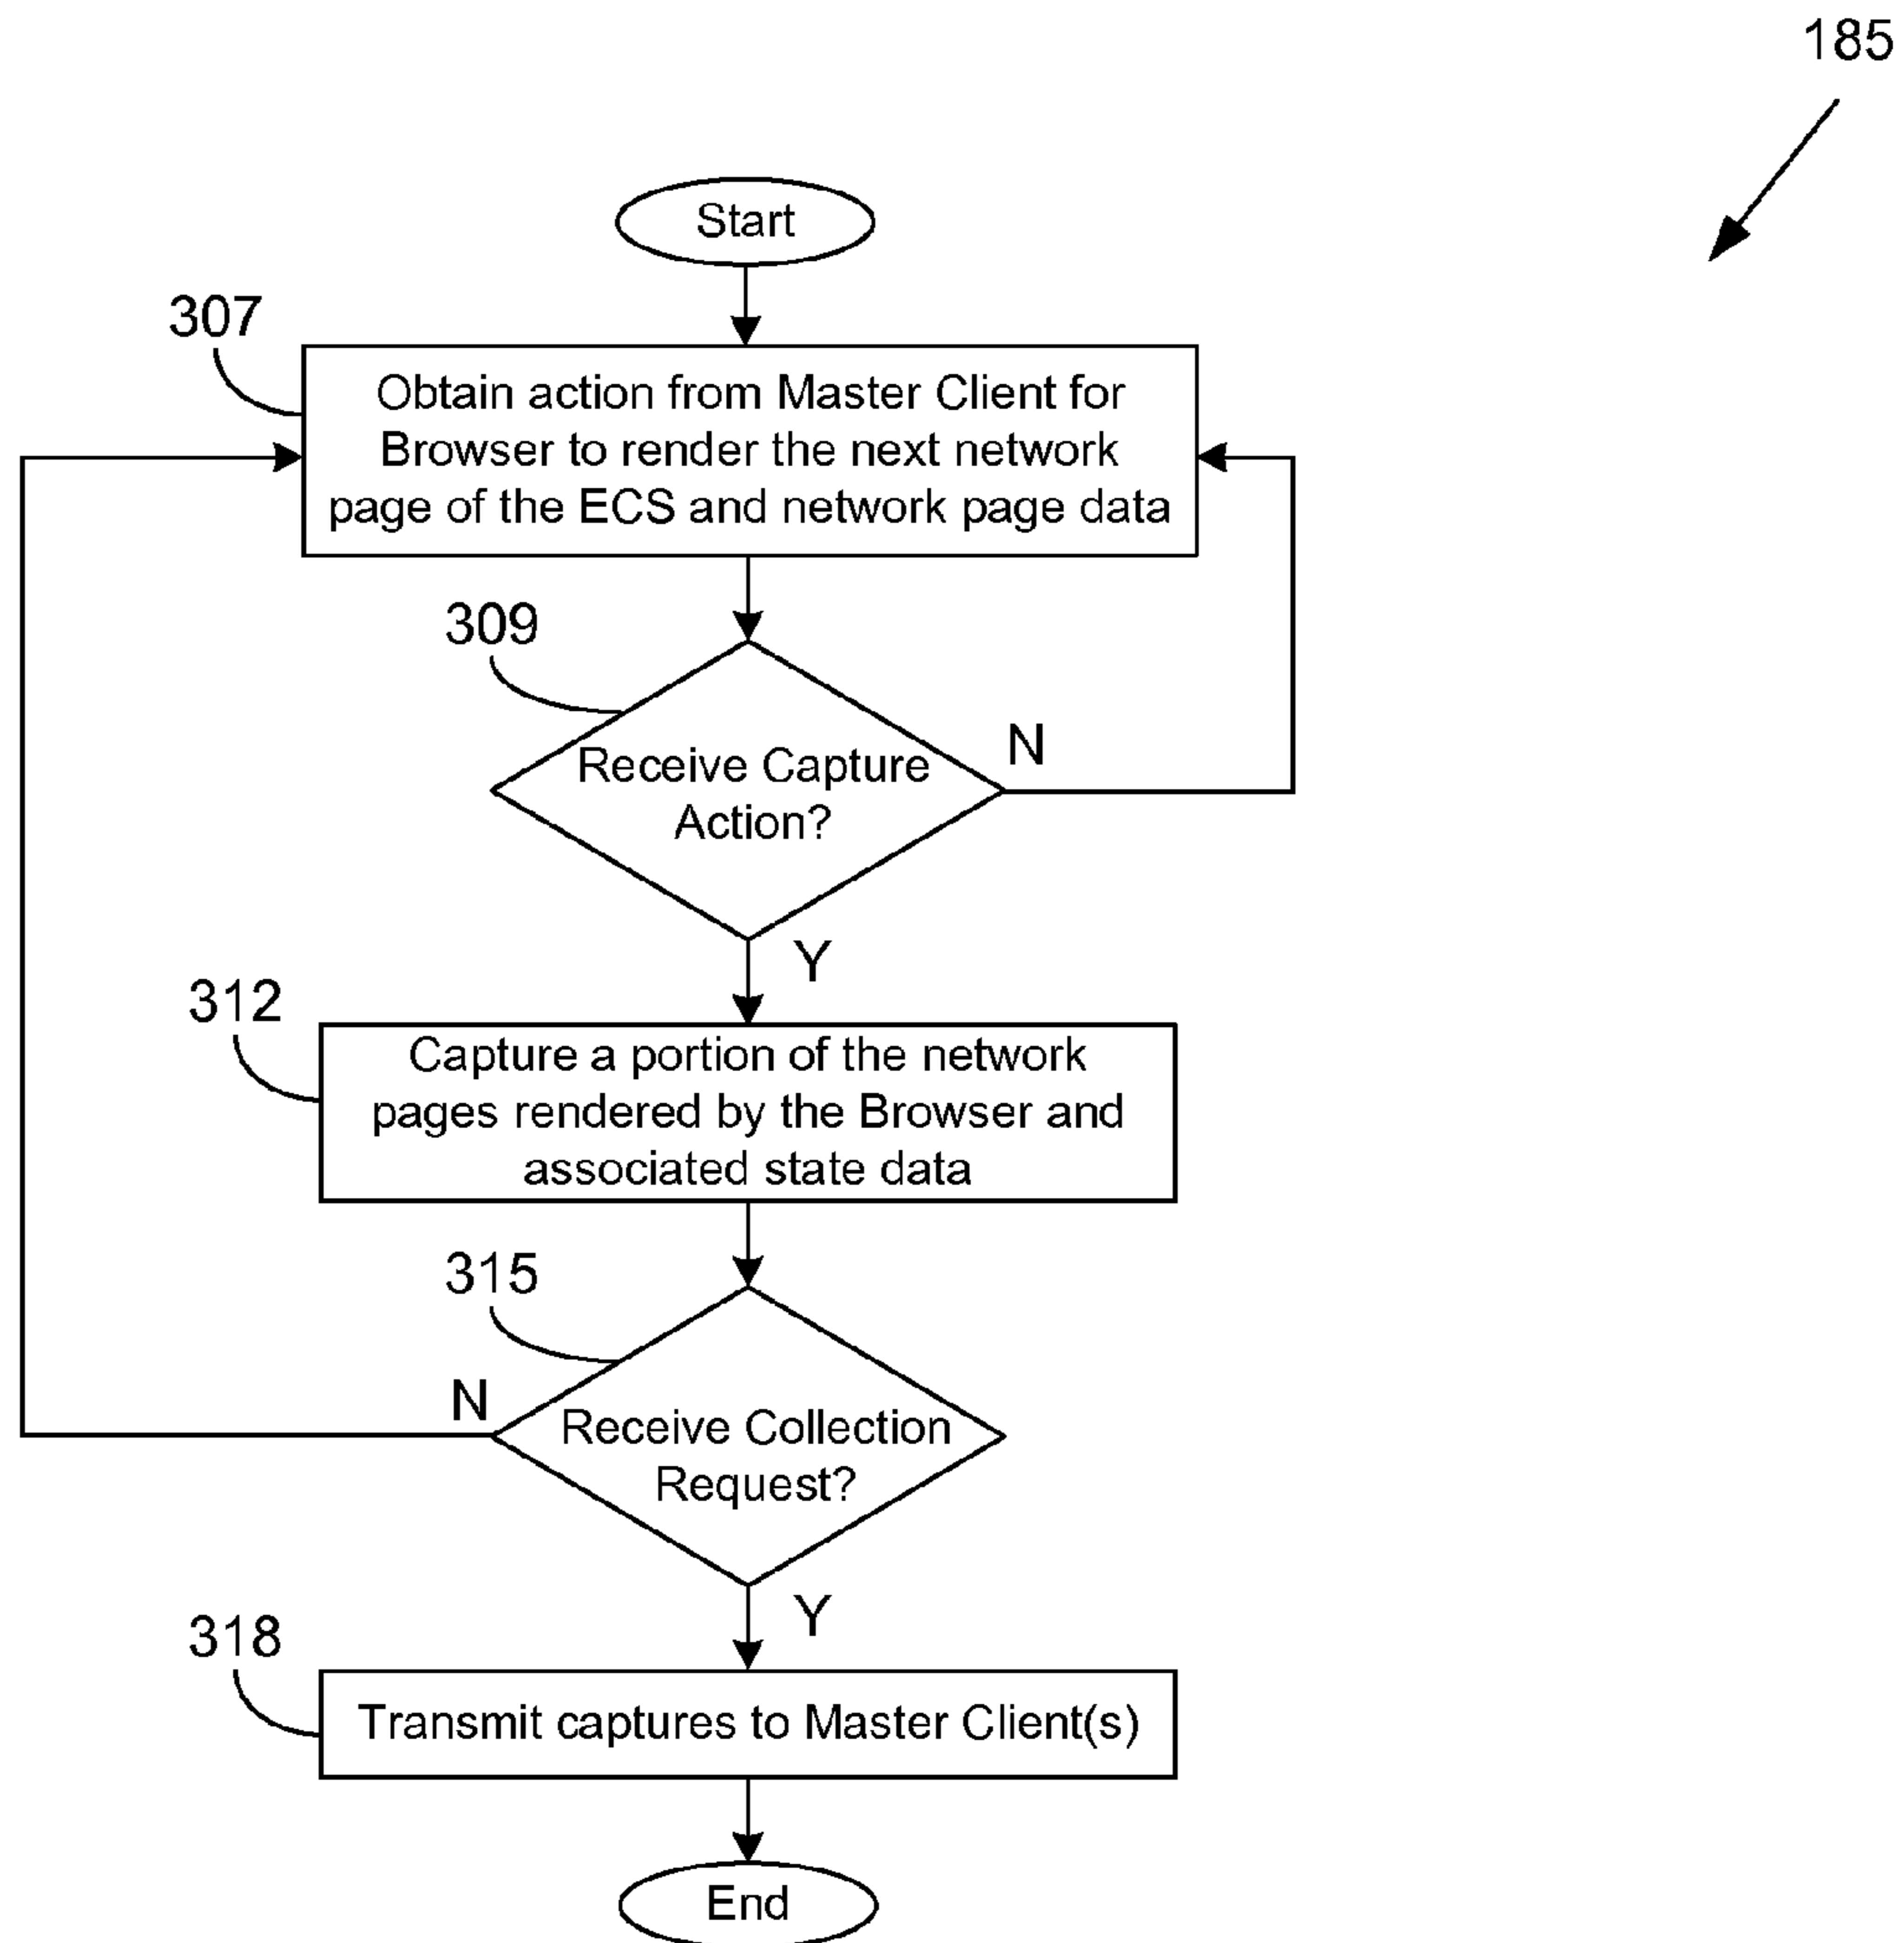 185
Start
307
Obtain action from Master Client for
Browser to render the next network
page of the ECS and network page data
309
Receive Capture
Action?
N
Y
312
Capture a portion of the network
pages rendered by the Browser and
associated state data
315
N
Receive Collection
Request?
Y
318
Transmit captures to Master Client(s)
End